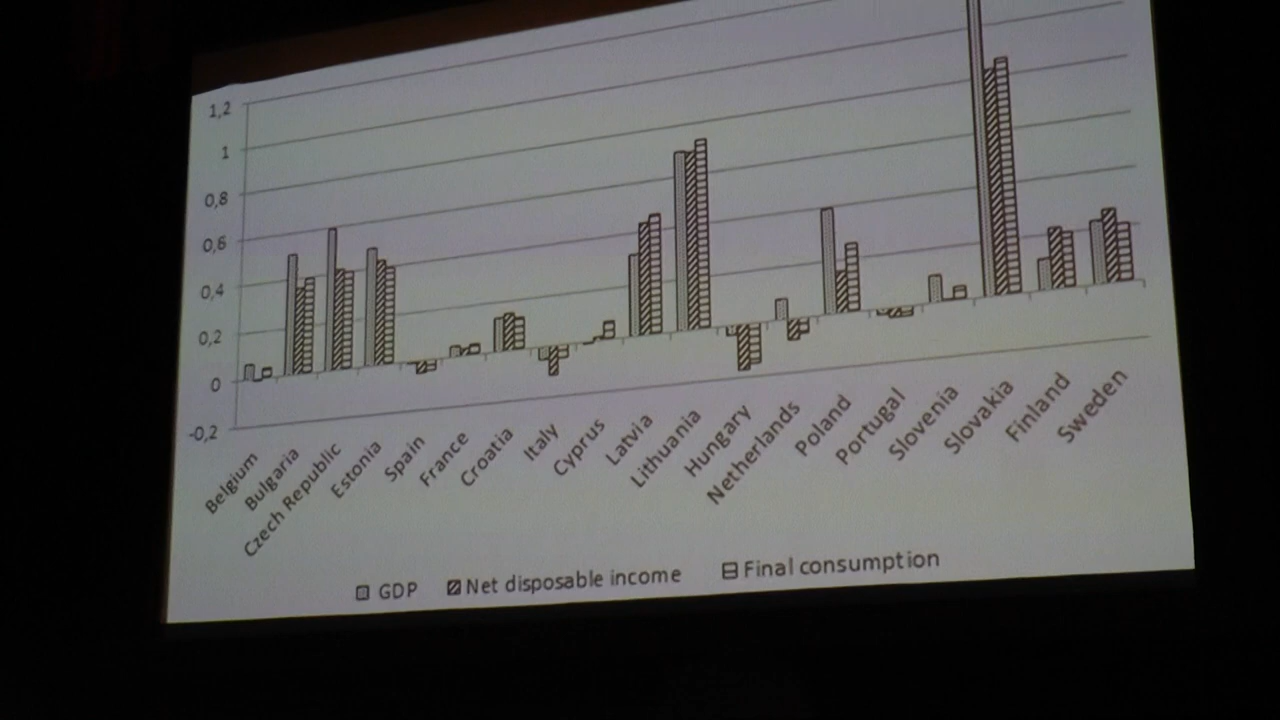 1,2
1
0,8
0,6
0,4
0,2
0
-0,2
Belgium
Bulgaria
Czech Republic
Estonia
Spain
France
Croatia
Italy
Cyprus
Latvia
Lithuania
Hungary
Netherlands
Poland
Portugal
Slovenia
Slovakia
Finland
Sweden
GDP Net disposable income Final consumption